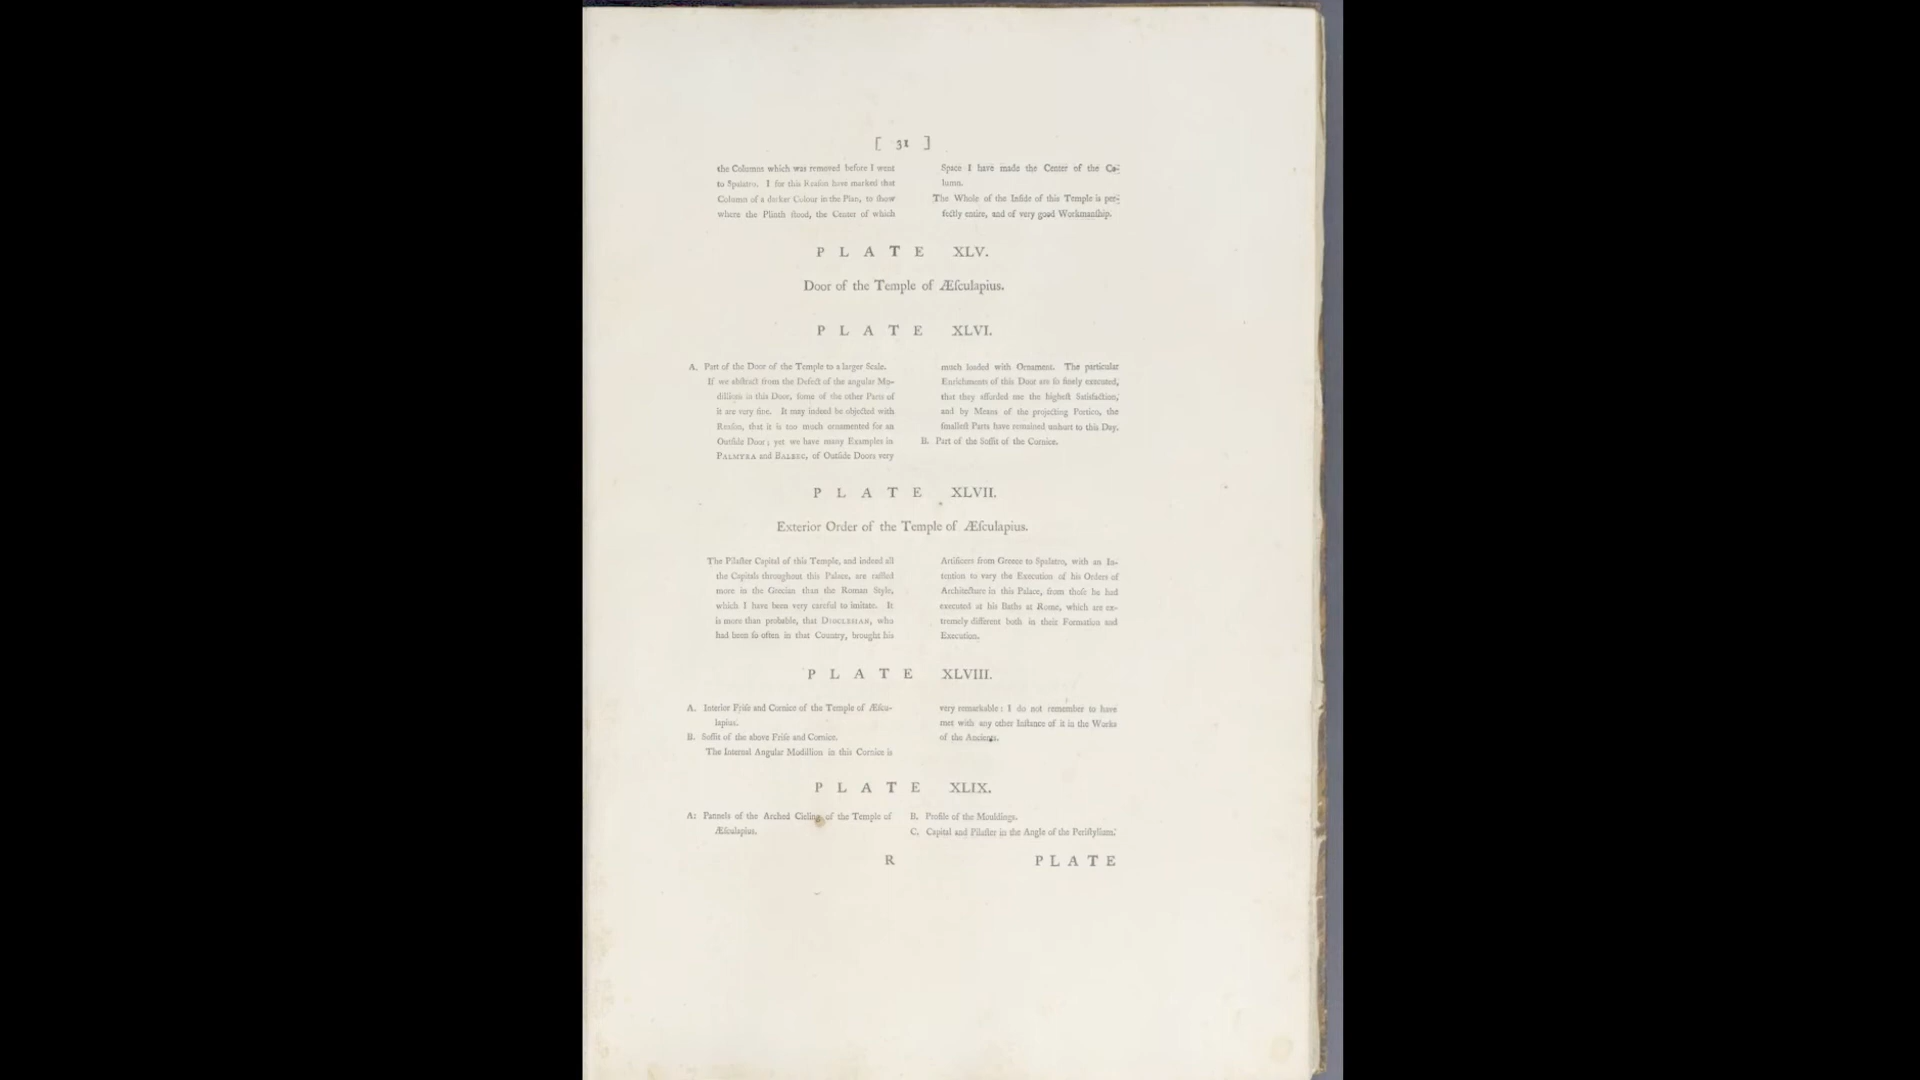 [ 31 ]
the Columns which was removed before I went
to Spalatro. I for this Reaſon have marked that
Column of a darker Colour in the Plan, to ſhow
where the Plinth ſtood, the Center of which
Space I have made the Center of the Co-
lumn.
The Whole of the Inſide of this Temple is per-
fectly entire, and of very good Workmanſhip.
PLATE XLV.
Door of the Temple of Æſculapius.
PLATE XLVI.
A. Part of the Door of the Temple to a larger Scale.
If we abſtract from the Defect of the angular Mo-
dillions in this Door, ſome of the other Parts of
it are very fine. It may indeed be objected with
Reaſon, that it is too much ornamented for an
Outſide Door; yet we have many Examples in
PALMYRA and BALBEC, of Outſide Doors very
much loaded with Ornament. The particular
Enrichments of this Door are ſo finely executed,
that they afforded me the higheſt Satisfaction,
and by Means of the projecting Portico, the
ſmalleſt Parts have remained unhurt to this Day.
B. Part of the Soffit of the Cornice.
PLATE XLVII.
Exterior Order of the Temple of Æſculapius.
The Pilaſter Capital of this Temple, and indeed all
the Capitals throughout this Palace, are raffled
more in the Grecian than the Roman Style,
which I have been very careful to imitate. It
is more than probable, that DIOCLESIAN, who
had been ſo often in that Country, brought his
Artificers from Greece to Spalatro, with an In-
tention to vary the Execution of his Orders of
Architecture in this Palace, from thoſe he had
executed at his Baths at Rome, which are ex-
tremely different both in their Formation and
Execution.
PLATE XLVIII.
A. Interior Friſe and Cornice of the Temple of Æſcu-
lapius.
B. Soffit of the above Friſe and Cornice.
The Internal Angular Modillion in this Cornice is
very remarkable: I do not remember to have
met with any other Inſtance of it in the Works
of the Ancients.
PLATE XLIX.
A: Pannels of the Arched Cieling of the Temple of
Æſculapius.
B. Profile of the Mouldings.
C. Capital and Pilaſter in the Angle of the Periſtylium.
R PLATE